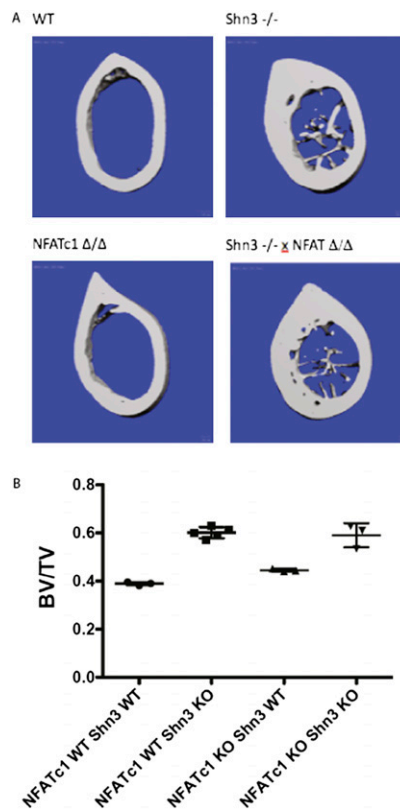 A
WT
Shn3 -/-
NFATc1 Δ/Δ
Shn3 -/- x NFAT Δ/Δ
B
BV/TV
0.8
0.6
0.4
0.2
0.0
NFATc1 WT Shn3 WT
NFATc1 WT Shn3 KO
NFATc1 KO Shn3 WT
NFATc1 KO Shn3 KO